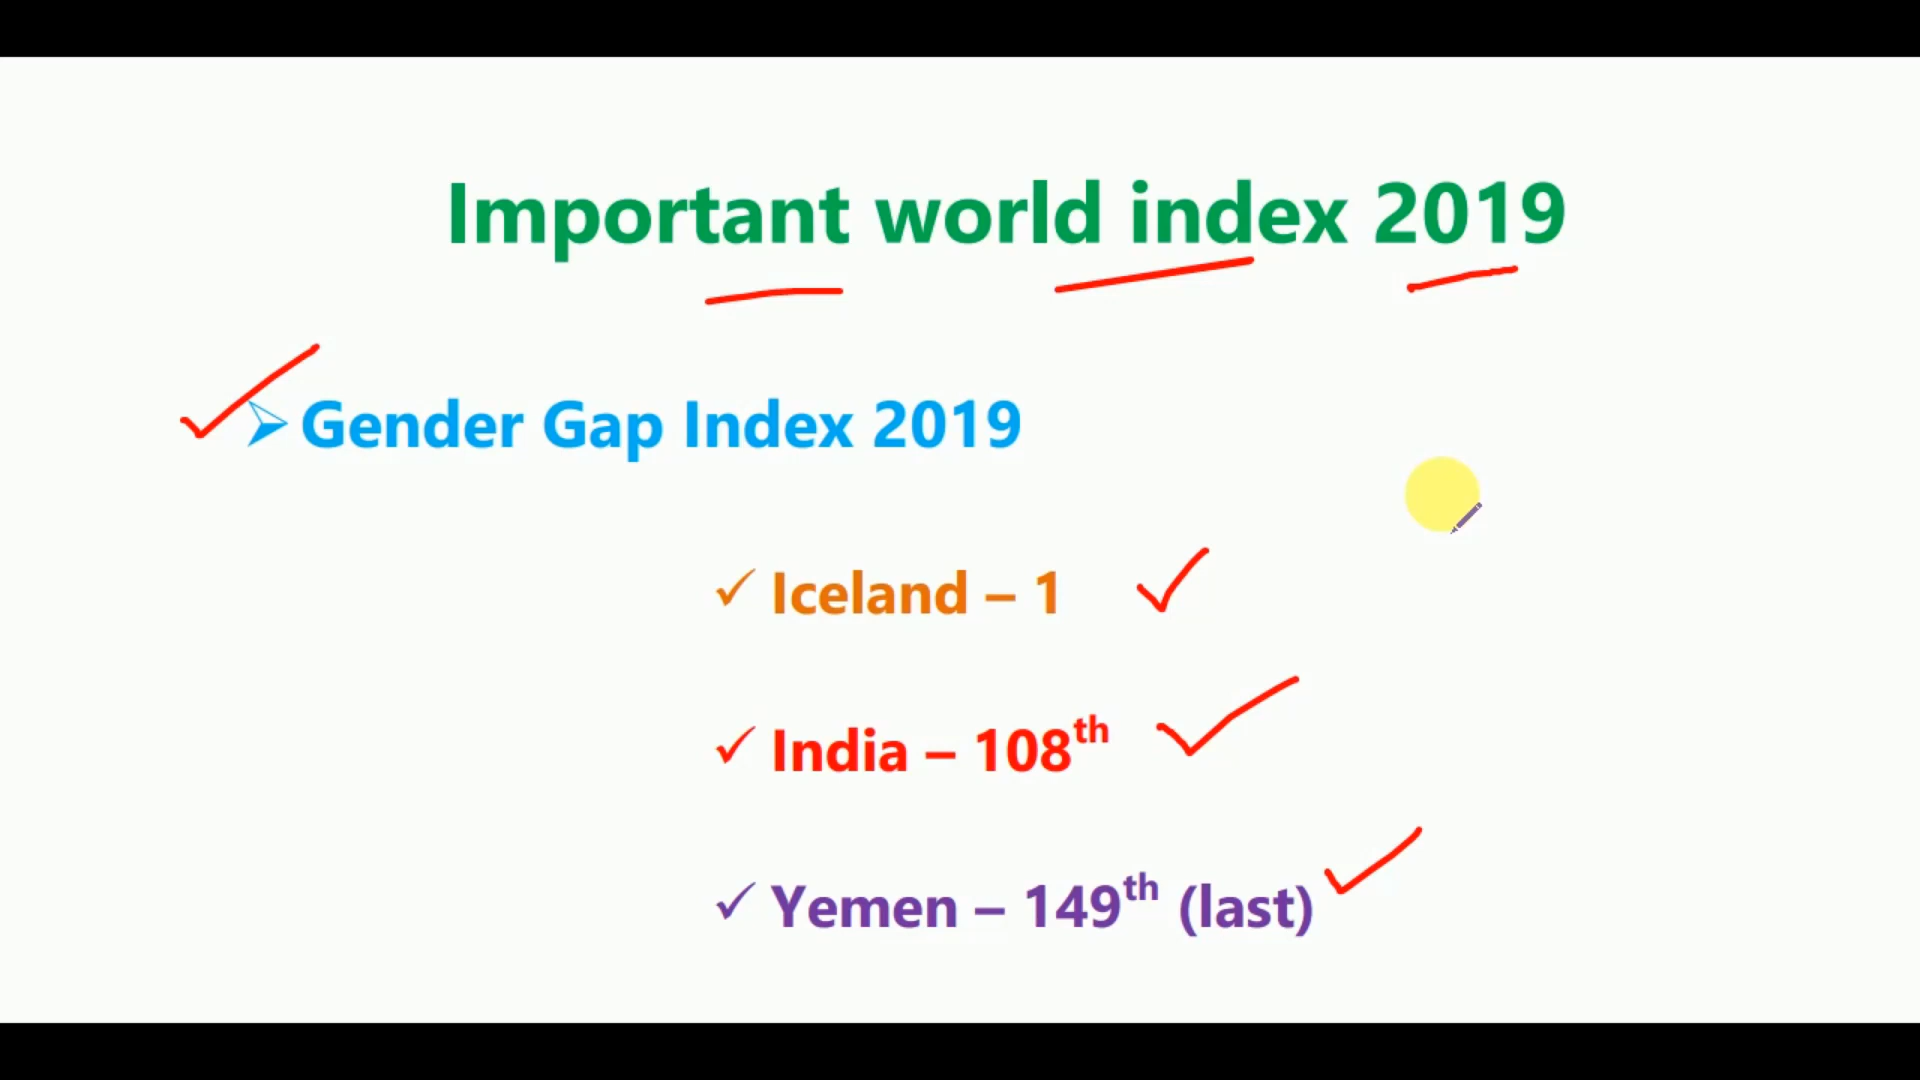 Important world index 2019
Gender Gap Index 2019
Iceland – 1
India – 108th
Yemen – 149th (last)